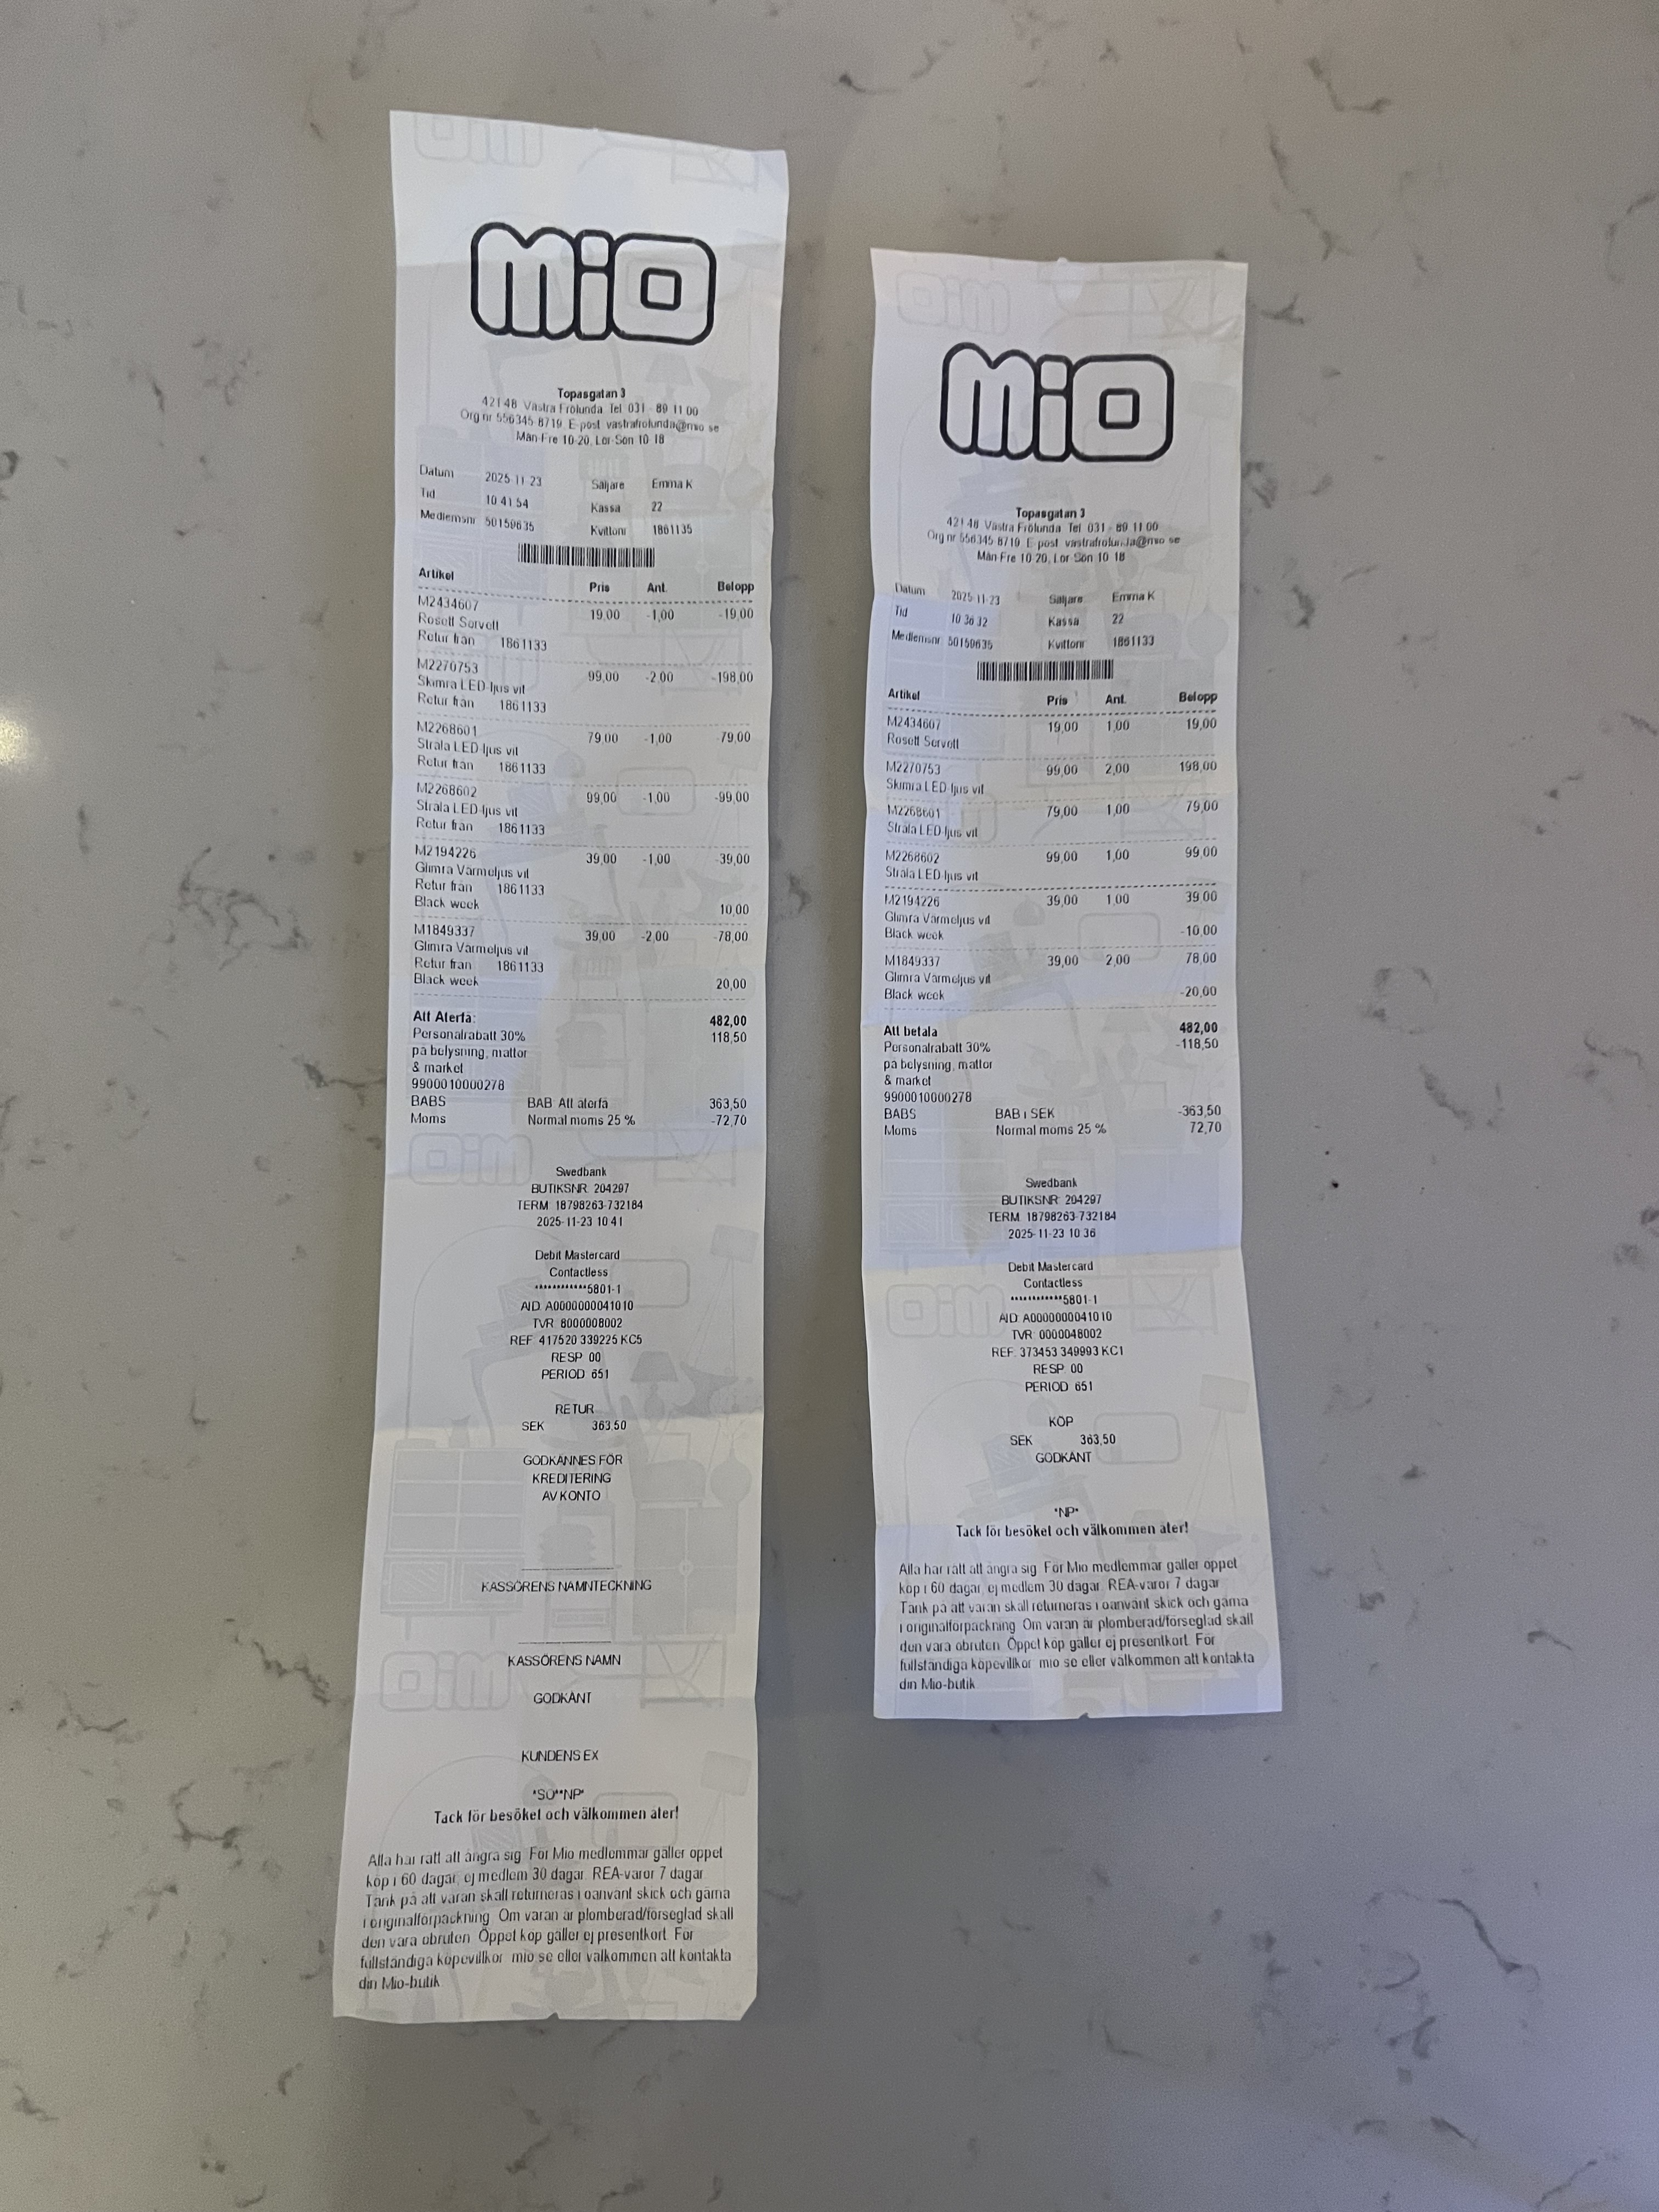 mio
Topasgatan 3
421 48 Västra Frölunda Tel 031 - 89 11 00
Org nr 556345-8719 E-post vastrafrolunda@mio se
Mån-Fre 10-20, Lör-Sön 10-18
Datum 2025-11-23 Säljare Emma K
Tid 10 41 54 Kassa 22
Medlemsnr 50159635 Kvittonr 1861135
Artikel Pris Ant. Belopp
M2434607 19,00 -1,00 -19,00
Rosett Servett
Retur från 1861133
M2270753 99,00 -2,00 -198,00
Skimra LED-ljus vit
Retur från 1861133
M2268601 79,00 -1,00 -79,00
Stråla LED-ljus vit
Retur från 1861133
M2268602 99,00 -1,00 -99,00
Stråla LED-ljus vit
Retur från 1861133
M2194226 39,00 -1,00 -39,00
Glimra Värmeljus vit
Retur från 1861133
Black week 10,00
M1849337 39,00 -2,00 -78,00
Glimra Värmeljus vit
Retur från 1861133
Black week 20,00
Att Återfå: 482,00
Personalrabatt 30% 118,50
på belysning, mattor
& market
9900010000278
BABS BAB Att återfå 363,50
Moms Normal moms 25 % -72,70
Swedbank
BUTIKSNR 204297
TERM 18798263-732184
2025-11-23 10 41
Debit Mastercard
Contactless
************5801-1
AID: A0000000041010
TVR: 8000008002
REF 417520 339225 KC5
RESP 00
PERIOD 651
RETUR
SEK 363.50
GODKÄNNES FÖR
KREDITERING
AV KONTO
KASSÖRENS NAMNTECKNING
KASSÖRENS NAMN
GODKÄNT
KUNDENS EX
*SO**NP*
Tack för besöket och välkommen åter!
Alla har rätt att ångra sig För Mio medlemmar gäller öppet
köp i 60 dagar, ej medlem 30 dagar. REA-varor 7 dagar
Tänk på att varan skall returneras i oanvänt skick och gärna
i originalförpackning Om varan är plomberad/förseglad skall
den vara obruten Öppet köp gäller ej presentkort. För
fullständiga köpevillkor mio se eller välkommen att kontakta
din Mio-butik
mio
Topasgatan 3
421 48 Västra Frölunda Tel 031 - 89 11 00
Org nr 556345-8719 E-post vastrafrolunda@mio se
Mån-Fre 10-20, Lör-Sön 10-18
Datum 2025-11-23 Säljare Emma K
Tid 10 36 32 Kassa 22
Medlemsnr 50159635 Kvittonr 1861133
Artikel Pris Ant. Belopp
M2434607 19,00 1,00 19,00
Rosett Servett
M2270753 99,00 2,00 198,00
Skimra LED-ljus vit
M2268601 79,00 1,00 79,00
Stråla LED-ljus vit
M2268602 99,00 1,00 99,00
Stråla LED-ljus vit
M2194226 39,00 1,00 39,00
Glimra Värmeljus vit
Black week -10,00
M1849337 39,00 2,00 78,00
Glimra Värmeljus vit
Black week -20,00
Att betala 482,00
Personalrabatt 30% -118,50
på belysning, mattor
& market
9900010000278
BABS BAB i SEK -363,50
Moms Normal moms 25 % 72,70
Swedbank
BUTIKSNR: 204297
TERM: 18798263-732184
2025-11-23 10 36
Debit Mastercard
Contactless
************5801-1
AID: A0000000041010
TVR: 0000048002
REF: 373453 349993 KC1
RESP: 00
PERIOD 651
KÖP
SEK 363,50
GODKÄNT
*NP*
Tack för besöket och välkommen åter!
Alla har rätt att ångra sig För Mio medlemmar gäller öppet
köp i 60 dagar, ej medlem 30 dagar. REA-varor 7 dagar
Tänk på att varan skall returneras i oanvänt skick och gärna
i originalförpackning Om varan är plomberad/förseglad skall
den vara obruten Öppet köp gäller ej presentkort. För
fullständiga köpevillkor mio se eller välkommen att kontakta
din Mio-butik